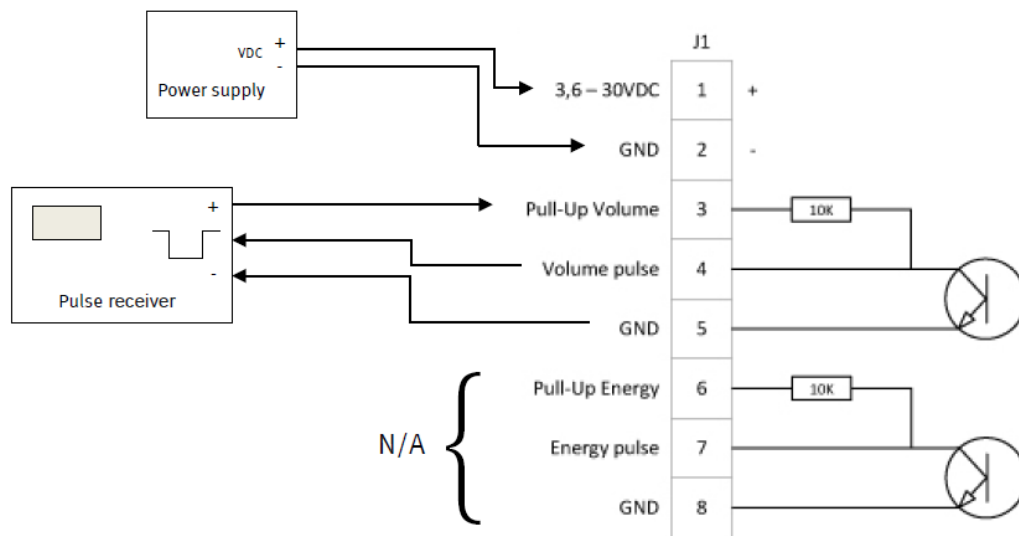 J1
VDC
+
-
Power supply
3,6 – 30VDC
1
+
GND
2
-
+
-
Pulse receiver
Pull-Up Volume
3
10K
Volume pulse
4
GND
5
N/A
Pull-Up Energy
6
10K
Energy pulse
7
GND
8